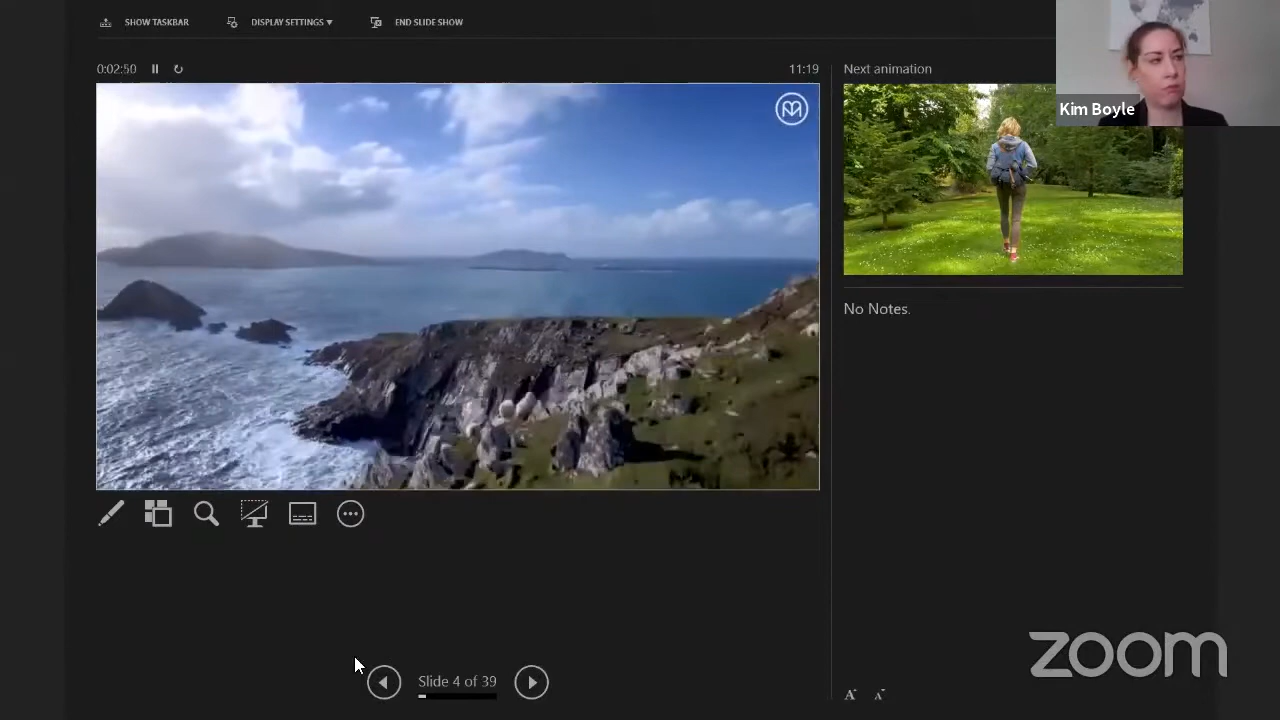 SHOW TASKBAR
DISPLAY SETTINGS ▼
END SLIDE SHOW
0:02:50
11:19
Next animation
Kim Boyle
No Notes.
Slide 4 of 39
A A
zoom